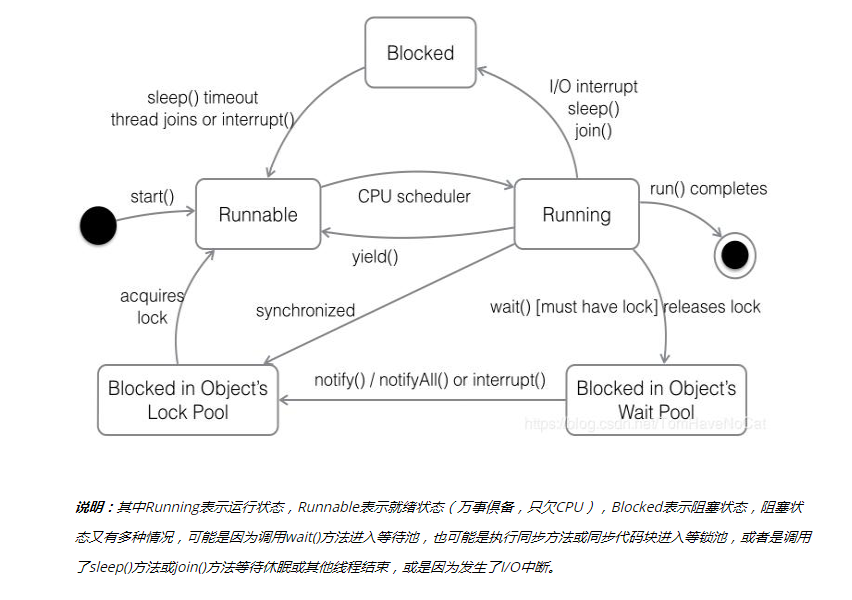 Blocked
sleep() timeout
thread joins or interrupt()
I/O interrupt
sleep()
join()
start()
Runnable
CPU scheduler
Running
run() completes
yield()
acquires
lock
synchronized
wait() [must have lock] releases lock
Blocked in Object's
Lock Pool
notify() / notifyAll() or interrupt()
Blocked in Object's
Wait Pool
https://blog.csdn.net/TomHaveNoCat
说明：其中Running表示运行状态，Runnable表示就绪状态（万事俱备，只欠CPU），Blocked表示阻塞状态，阻塞状
态又有多种情况，可能是因为调用wait()方法进入等待池，也可能是执行同步方法或同步代码块进入等锁池，或者是调用
了sleep()方法或join()方法等待休眠或其他线程结束，或是因为发生了I/O中断。